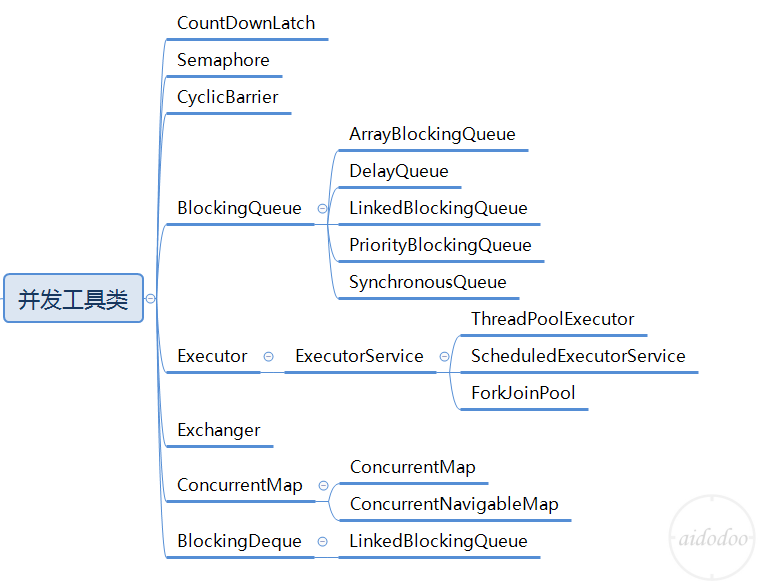 CountDownLatch
Semaphore
CyclicBarrier
ArrayBlockingQueue
DelayQueue
BlockingQueue
LinkedBlockingQueue
PriorityBlockingQueue
SynchronousQueue
并发工具类
ThreadPoolExecutor
Executor
ExecutorService
ScheduledExecutorService
ForkJoinPool
Exchanger
ConcurrentMap
ConcurrentMap
ConcurrentNavigableMap
BlockingDeque
LinkedBlockingQueue
aidodoo